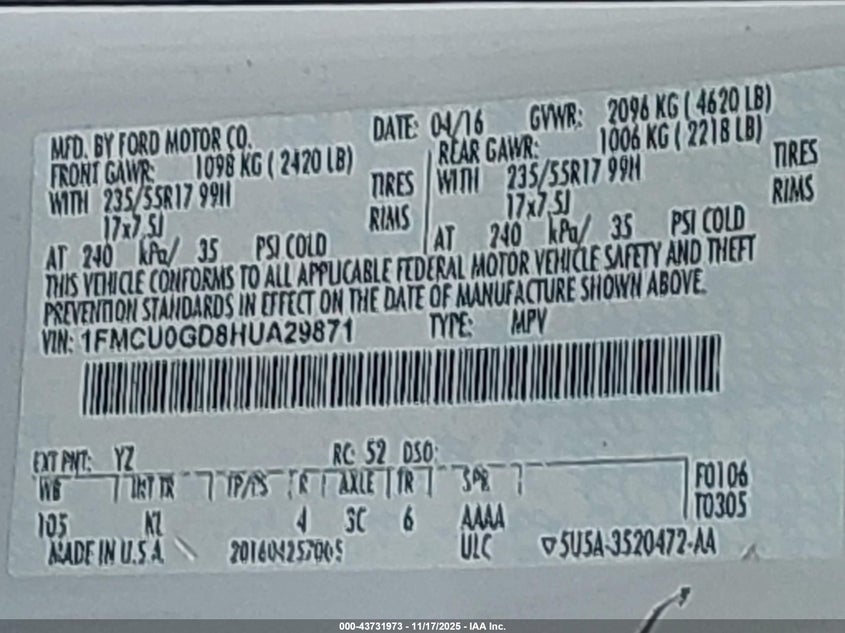 MFD. BY FORD MOTOR CO. DATE: 04/16 GVWR: 2096 KG ( 4620 LB)
FRONT GAWR: 1098 KG ( 2420 LB) REAR GAWR: 1006 KG ( 2218 LB)
WITH 235/55R17 99H TIRES WITH 235/55R17 99H TIRES
17x7.5J RIMS 17x7.5J RIMS
AT 240 kPa/ 35 PSI COLD AT 240 kPa/ 35 PSI COLD
THIS VEHICLE CONFORMS TO ALL APPLICABLE FEDERAL MOTOR VEHICLE SAFETY AND THEFT
PREVENTION STANDARDS IN EFFECT ON THE DATE OF MANUFACTURE SHOWN ABOVE.
VIN: 1FMCU0GD8HUA29871 TYPE: MPV
EXT PNT: YZ RC: 52 DSO:
WB INT TR TP/PS R AXLE TR SPR F0106
105 KL 4 SC 6 AAAA T0305
MADE IN U.S.A. ULC 5U5A-3520472-AA
000-43731973 - 11/17/2025 - IAA Inc.